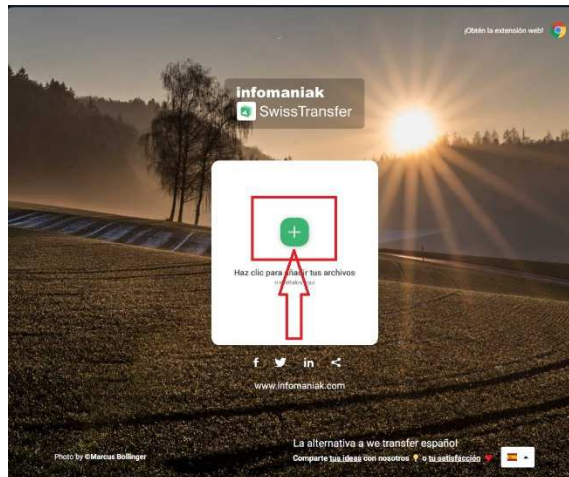 ¡Obtén la extensión web!
infomaniak
SwissTransfer
Haz clic para añadir tus archivos
www.infomaniak.com
La alternativa a we transfer español
Comparte tus ideas con nosotros o tu satisfacción
Photo by ©Marcus Bollinger